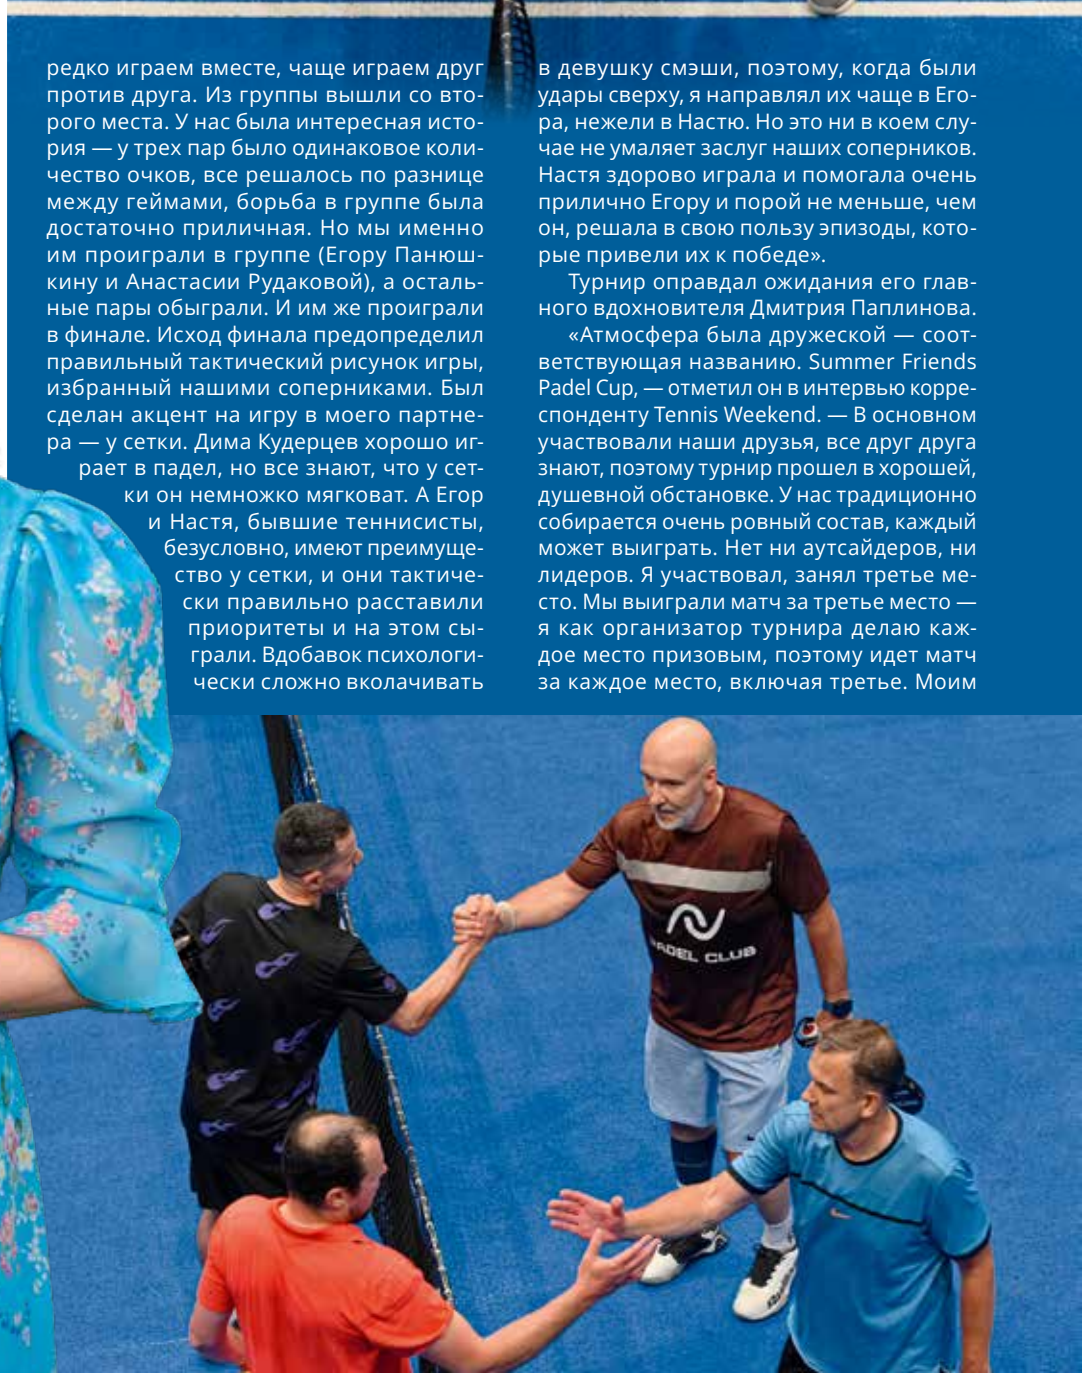 редко играем вместе, чаще играем друг
против друга. Из группы вышли со вто-
рого места. У нас была интересная исто-
рия — у трех пар было одинаковое коли-
чество очков, все решалось по разнице
между геймами, борьба в группе была
достаточно приличная. Но мы именно
им проиграли в группе (Егору Панюш-
кину и Анастасии Рудаковой), а осталь-
ные пары обыграли. И им же проиграли
в финале. Исход финала предопределил
правильный тактический рисунок игры,
избранный нашими соперниками. Был
сделан акцент на игру в моего партне-
ра — у сетки. Дима Кудерцев хорошо иг-
рает в падел, но все знают, что у сет-
ки он немножко мягковат. А Егор
и Настя, бывшие теннисисты,
безусловно, имеют преимуще-
ство у сетки, и они тактиче-
ски правильно расставили
приоритеты и на этом сы-
грали. Вдобавок психологи-
чески сложно вколачивать
в девушку смэши, поэтому, когда были
удары сверху, я направлял их чаще в Его-
ра, нежели в Настю. Но это ни в коем слу-
чае не умаляет заслуг наших соперников.
Настя здорово играла и помогала очень
прилично Егору и порой не меньше, чем
он, решала в свою пользу эпизоды, кото-
рые привели их к победе».
Турнир оправдал ожидания его глав-
ного вдохновителя Дмитрия Паплинова.
«Атмосфера была дружеской — соот-
ветствующая названию. Summer Friends
Padel Cup, — отметил он в интервью корре-
спонденту Tennis Weekend. — В основном
участвовали наши друзья, все друг друга
знают, поэтому турнир прошел в хорошей,
душевной обстановке. У нас традиционно
собирается очень ровный состав, каждый
может выиграть. Нет ни аутсайдеров, ни
лидеров. Я участвовал, занял третье ме-
сто. Мы выиграли матч за третье место —
я как организатор турнира делаю каж-
дое место призовым, поэтому идет матч
за каждое место, включая третье. Моим
PADEL CLUB